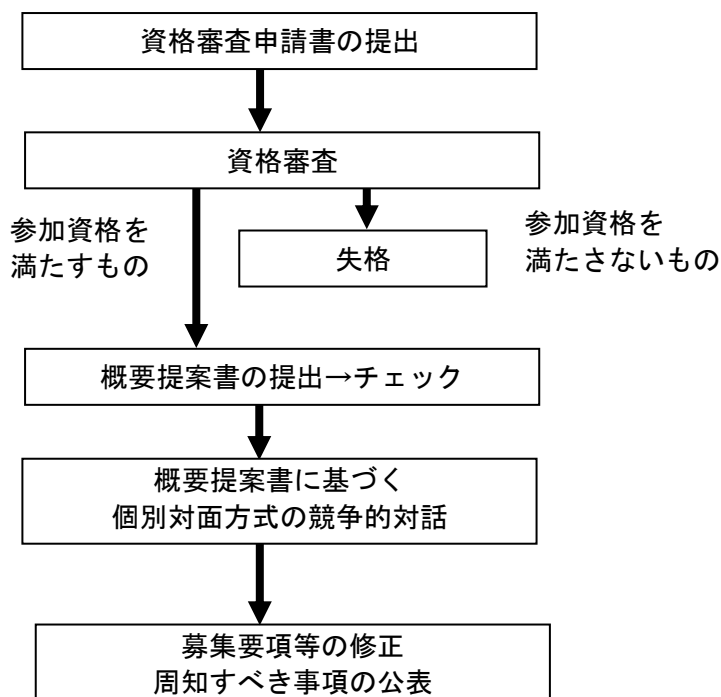 資格審査申請書の提出
資格審査
参加資格を
満たすもの
参加資格を
満たさないもの
失格
概要提案書の提出→チェック
概要提案書に基づく
個別対面方式の競争的対話
募集要項等の修正
周知すべき事項の公表